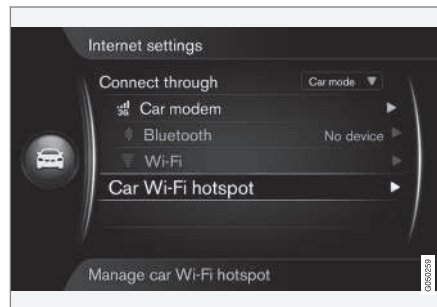 Internet settings
Connect through Car mode
3G Car modem
Bluetooth No device
Wi-Fi
Car Wi-Fi hotspot
Manage car Wi-Fi hotspot
G050259